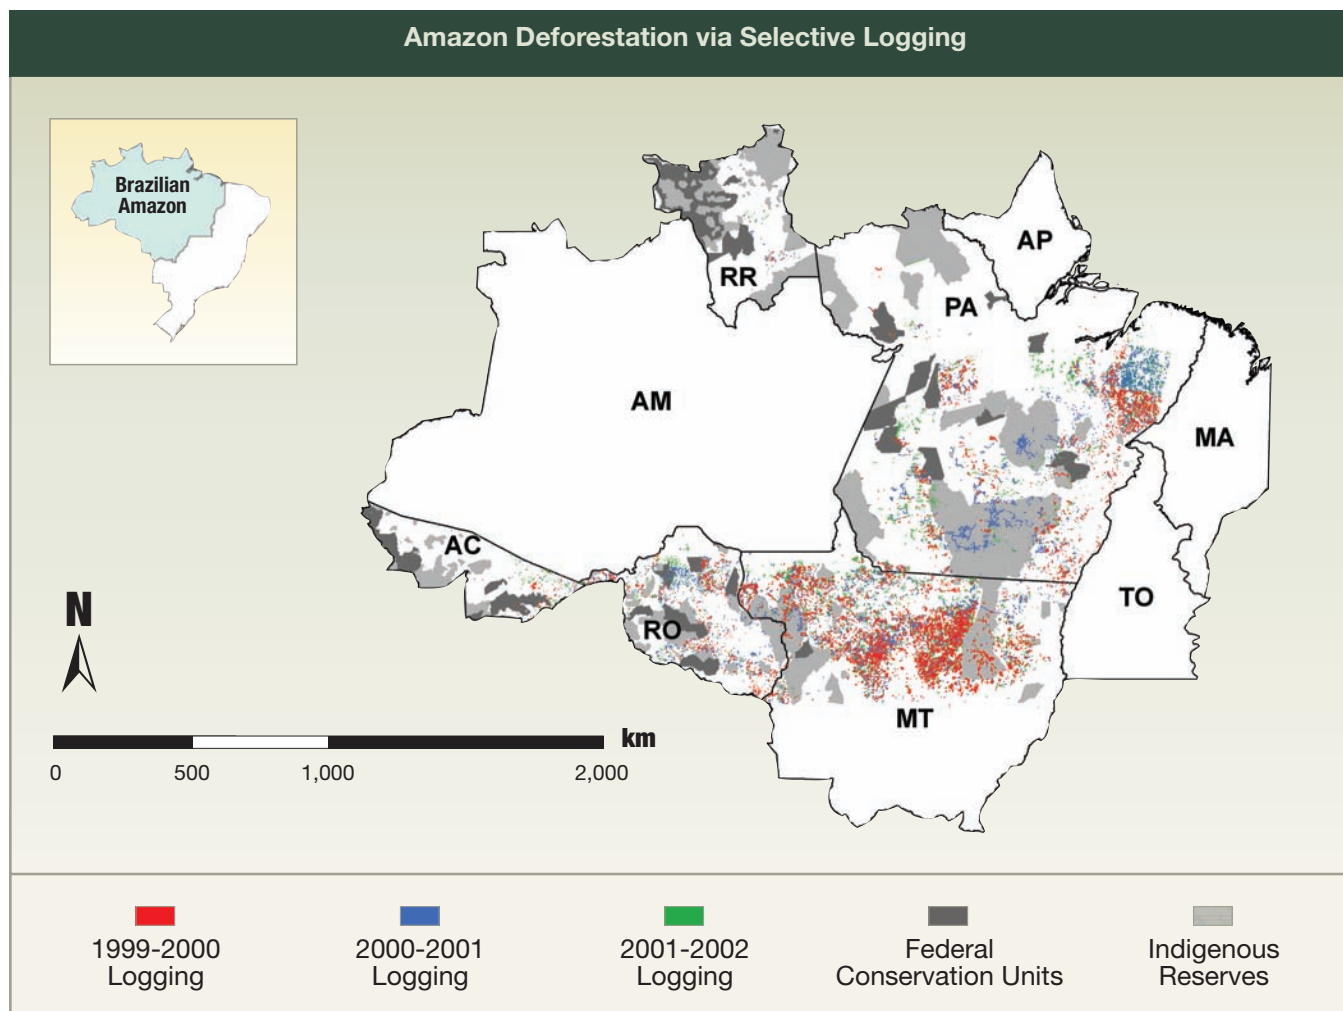 Amazon Deforestation via Selective Logging
Brazilian
Amazon
RR
AP
PA
AM
MA
AC
N
TO
RO
MT
km
0 500 1,000 2,000
1999-2000
Logging
2000-2001
Logging
2001-2002
Logging
Federal
Conservation Units
Indigenous
Reserves